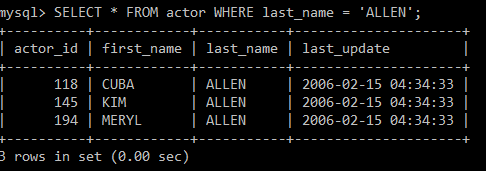 mysql> SELECT * FROM actor WHERE last_name = 'ALLEN';
+----------+------------+-----------+---------------------+
| actor_id | first_name | last_name | last_update         |
+----------+------------+-----------+---------------------+
|      118 | CUBA       | ALLEN     | 2006-02-15 04:34:33 |
|      145 | KIM        | ALLEN     | 2006-02-15 04:34:33 |
|      194 | MERYL      | ALLEN     | 2006-02-15 04:34:33 |
+----------+------------+-----------+---------------------+
3 rows in set (0.00 sec)